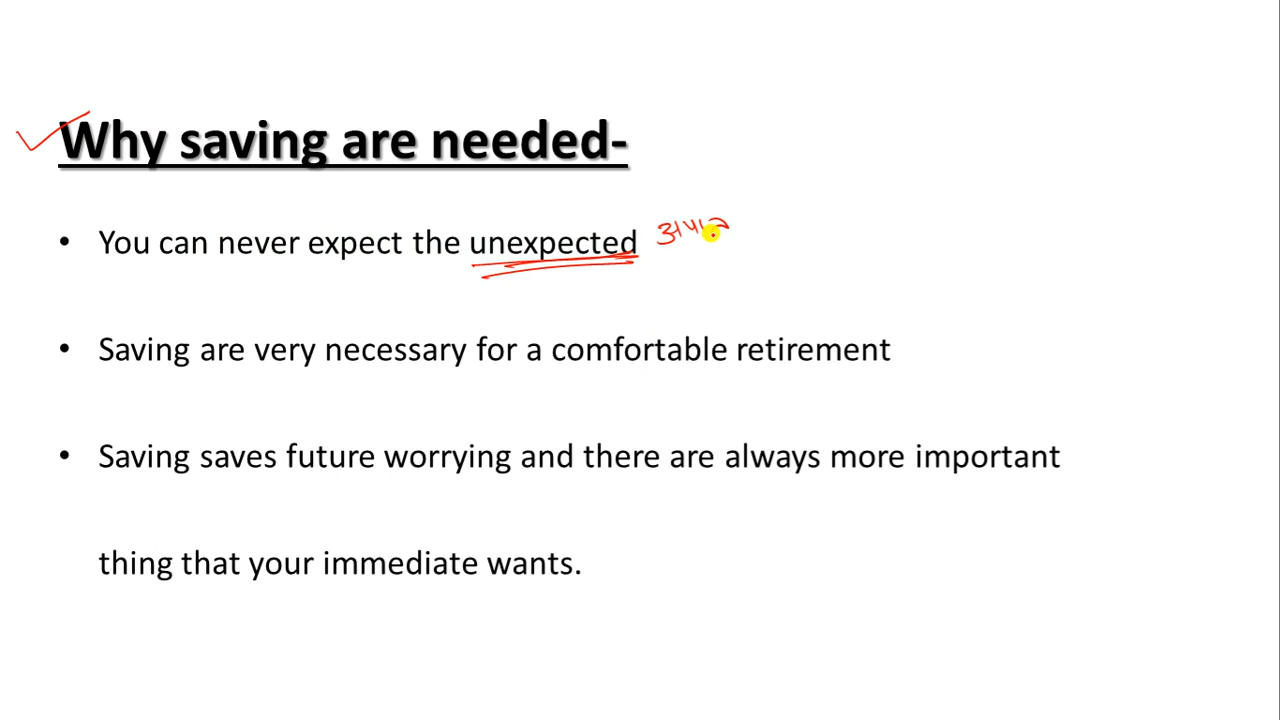 Why saving are needed-
• You can never expect the unexpected
• Saving are very necessary for a comfortable retirement
• Saving saves future worrying and there are always more important
thing that your immediate wants.